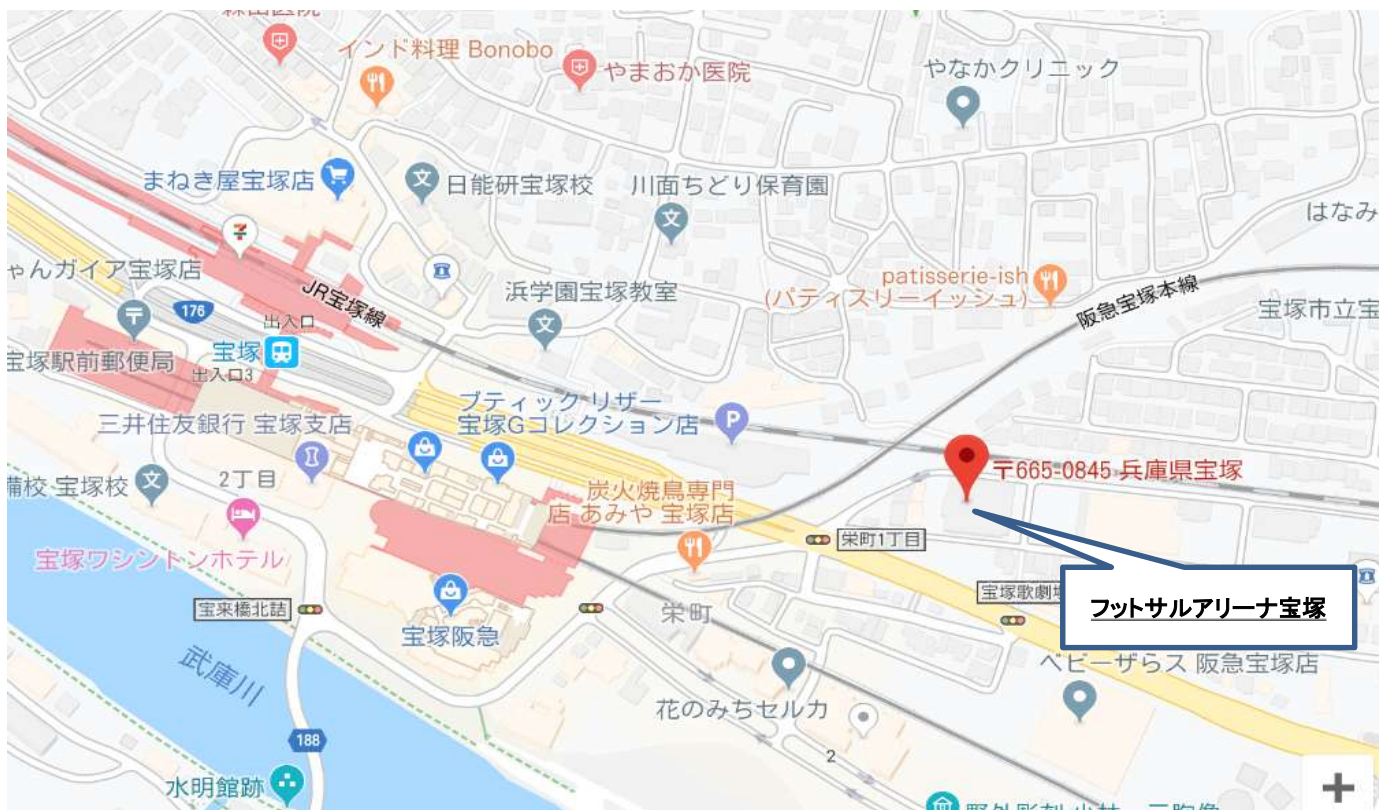 森田医院
インド料理 Bonobo
やまおか医院
やなかクリニック
まねき屋宝塚店
日能研宝塚校
川面ちどり保育園
はなみ
ゃんガイア宝塚店
JR宝塚線
浜学園宝塚教室
patisserie-ish
(パティスリーイッシュ)
阪急宝塚本線
宝塚市立宝
176
出入口
宝塚
出入口3
宝塚駅前郵便局
ブティック リザー
宝塚Gコレクション店
三井住友銀行 宝塚支店
P
2丁目
備校 宝塚校
〒665-0845 兵庫県宝塚
炭火焼鳥専門
店 あみや 宝塚店
栄町1丁目
宝塚ワシントンホテル
宝塚歌劇場
フットサルアリーナ宝塚
宝来橋北詰
宝塚阪急
栄町
ベビーザらス 阪急宝塚店
武庫川
花のみちセルカ
188
2
水明館跡